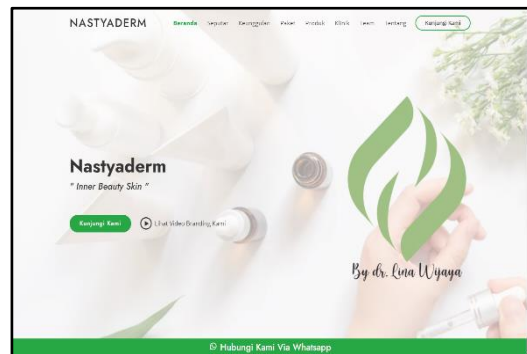 NASTYADERM
Beranda Seputar Keunggulan Paket Produk Klinik Team Tentang Kunjungi Kami
Nastyaderm
" Inner Beauty Skin "
Kunjungi Kami Lihat Video Branding Kami
By dr. Lina Wijaya
Hubungi Kami Via Whatsapp